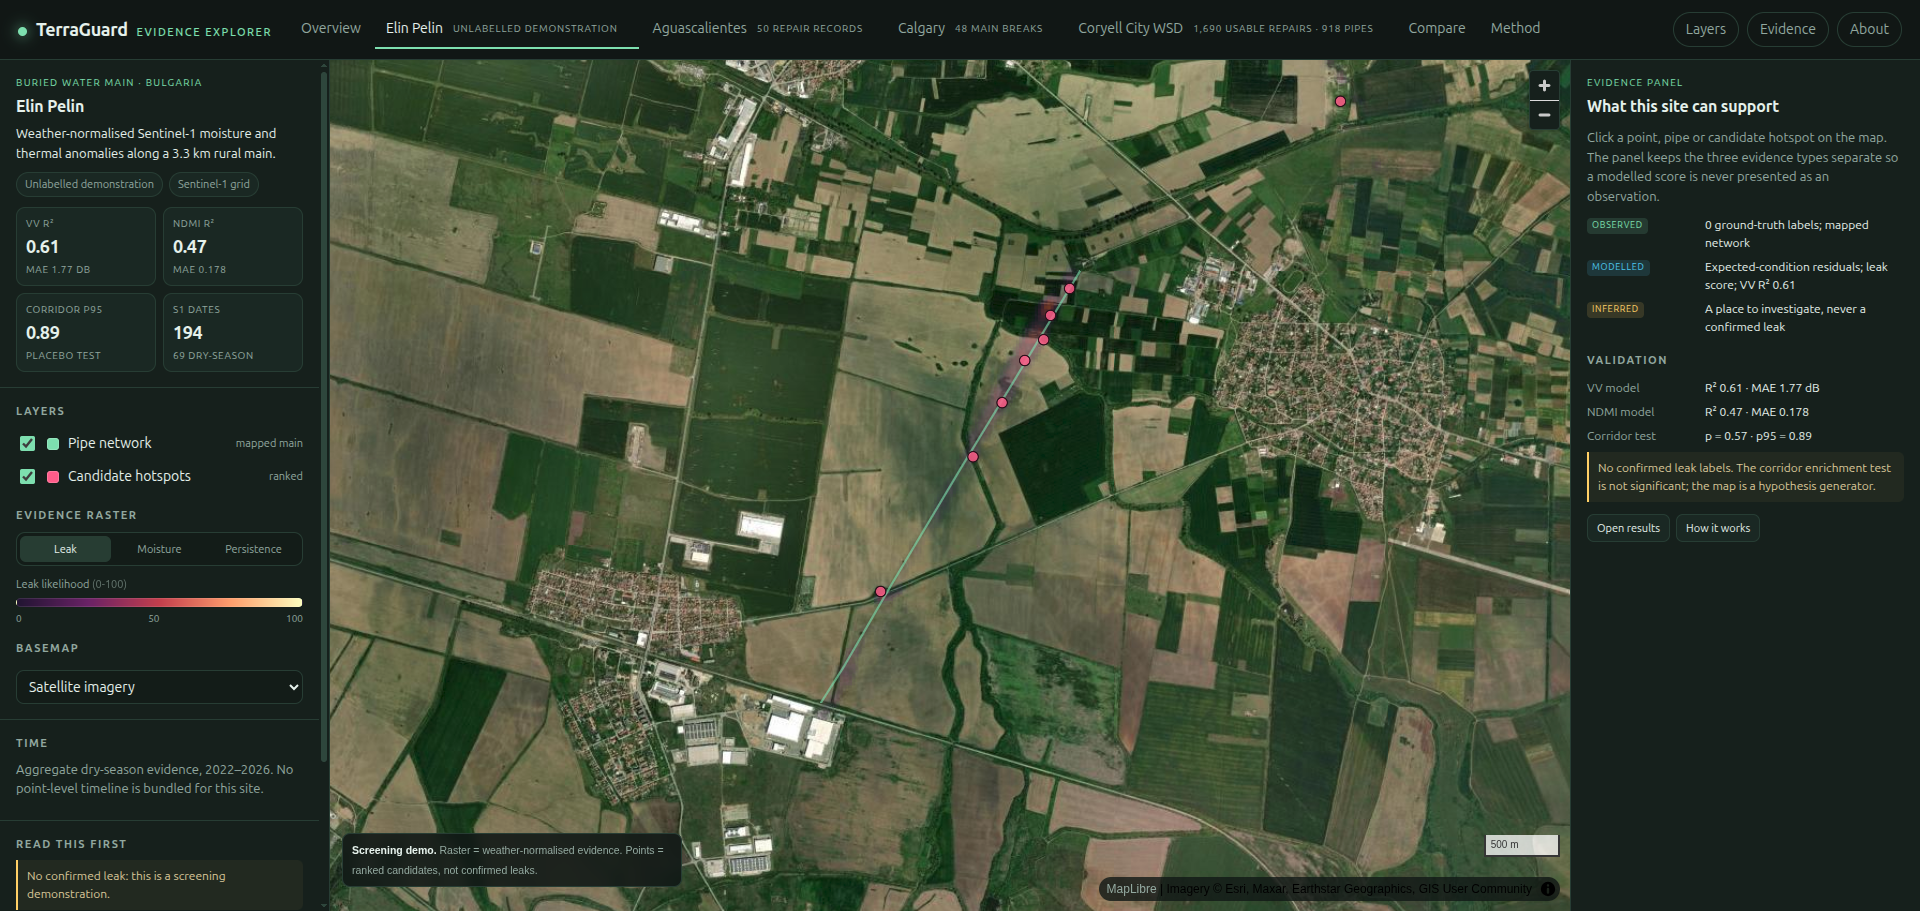 TerraGuard EVIDENCE EXPLORER
Overview
Elin Pelin UNLABELLED DEMONSTRATION
Aguascalientes 50 REPAIR RECORDS
Calgary 48 MAIN BREAKS
Coryell City WSD 1,690 USABLE REPAIRS · 918 PIPES
Compare
Method
Layers
Evidence
About
BURIED WATER MAIN · BULGARIA
Elin Pelin
Weather-normalised Sentinel-1 moisture and
thermal anomalies along a 3.3 km rural main.
Unlabelled demonstration
Sentinel-1 grid
VV R²
0.61
MAE 1.77 DB
NDMI R²
0.47
MAE 0.178
CORRIDOR P95
0.89
PLACEBO TEST
S1 DATES
194
69 DRY-SEASON
LAYERS
Pipe network mapped main
Candidate hotspots ranked
EVIDENCE RASTER
Leak
Moisture
Persistence
Leak likelihood (0-100)
0 50 100
BASEMAP
Satellite imagery
TIME
Aggregate dry-season evidence, 2022–2026. No
point-level timeline is bundled for this site.
READ THIS FIRST
No confirmed leak: this is a screening
demonstration.
Screening demo. Raster = weather-normalised evidence. Points =
ranked candidates, not confirmed leaks.
+
−
500 m
MapLibre | Imagery © Esri, Maxar, Earthstar Geographics, GIS User Community
EVIDENCE PANEL
What this site can support
Click a point, pipe or candidate hotspot on the map.
The panel keeps the three evidence types separate so
a modelled score is never presented as an
observation.
OBSERVED 0 ground-truth labels; mapped
network
MODELLED Expected-condition residuals; leak
score; VV R² 0.61
INFERRED A place to investigate, never a
confirmed leak
VALIDATION
VV model R² 0.61 · MAE 1.77 dB
NDMI model R² 0.47 · MAE 0.178
Corridor test p = 0.57 · p95 = 0.89
No confirmed leak labels. The corridor enrichment test
is not significant; the map is a hypothesis generator.
Open results
How it works